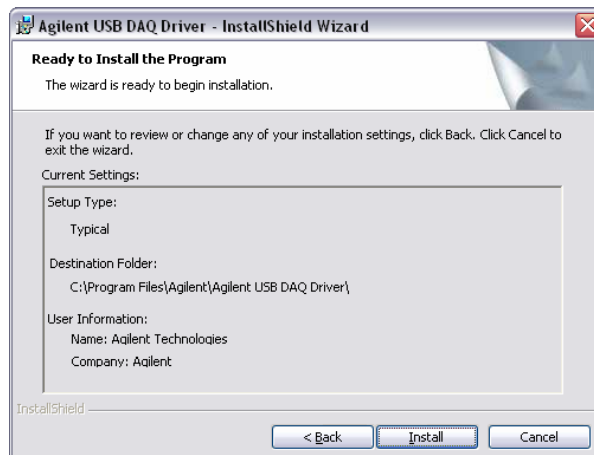 Agilent USB DAQ Driver - InstallShield Wizard
Ready to Install the Program
The wizard is ready to begin installation.
If you want to review or change any of your installation settings, click Back. Click Cancel to
exit the wizard.
Current Settings:
Setup Type:
Typical
Destination Folder:
C:\Program Files\Agilent\Agilent USB DAQ Driver\
User Information:
Name: Agilent Technologies
Company: Agilent
InstallShield
< Back
Install
Cancel